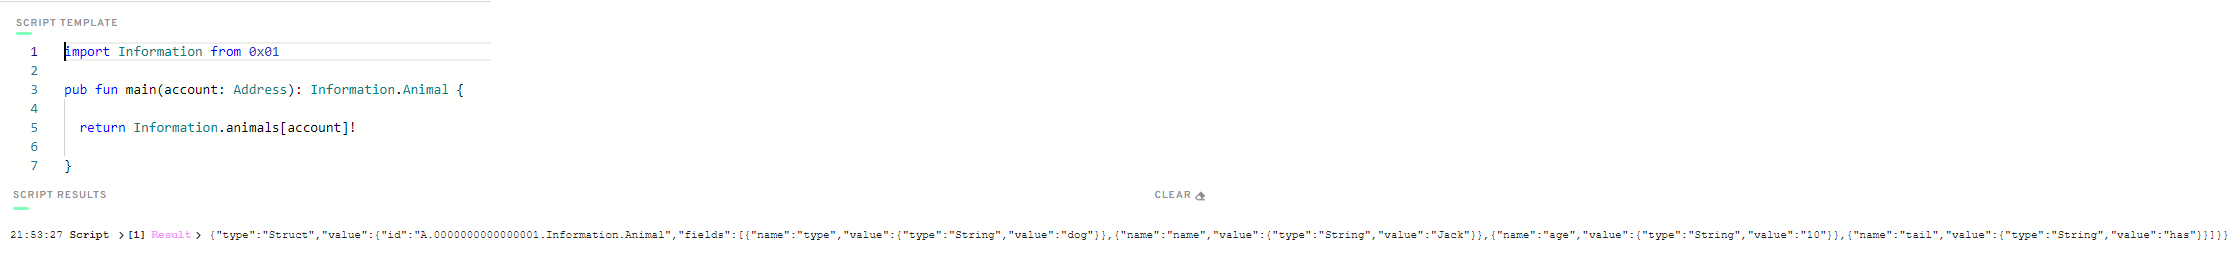 SCRIPT TEMPLATE
1 import Information from 0x01
2
3 pub fun main(account: Address): Information.Animal {
4
5 return Information.animals[account]!
6
7 }
SCRIPT RESULTS CLEAR
21:53:27 Script >[1] Result > {"type":"Struct","value":{"id":"A.0000000000000001.Information.Animal","fields":[{"name":"type","value":{"type":"String","value":"dog"}},{"name":"name","value":{"type":"String","value":"Jack"}},{"name":"age","value":{"type":"String","value":"10"}},{"name":"tail","value":{"type":"String","value":"has"}}]}}